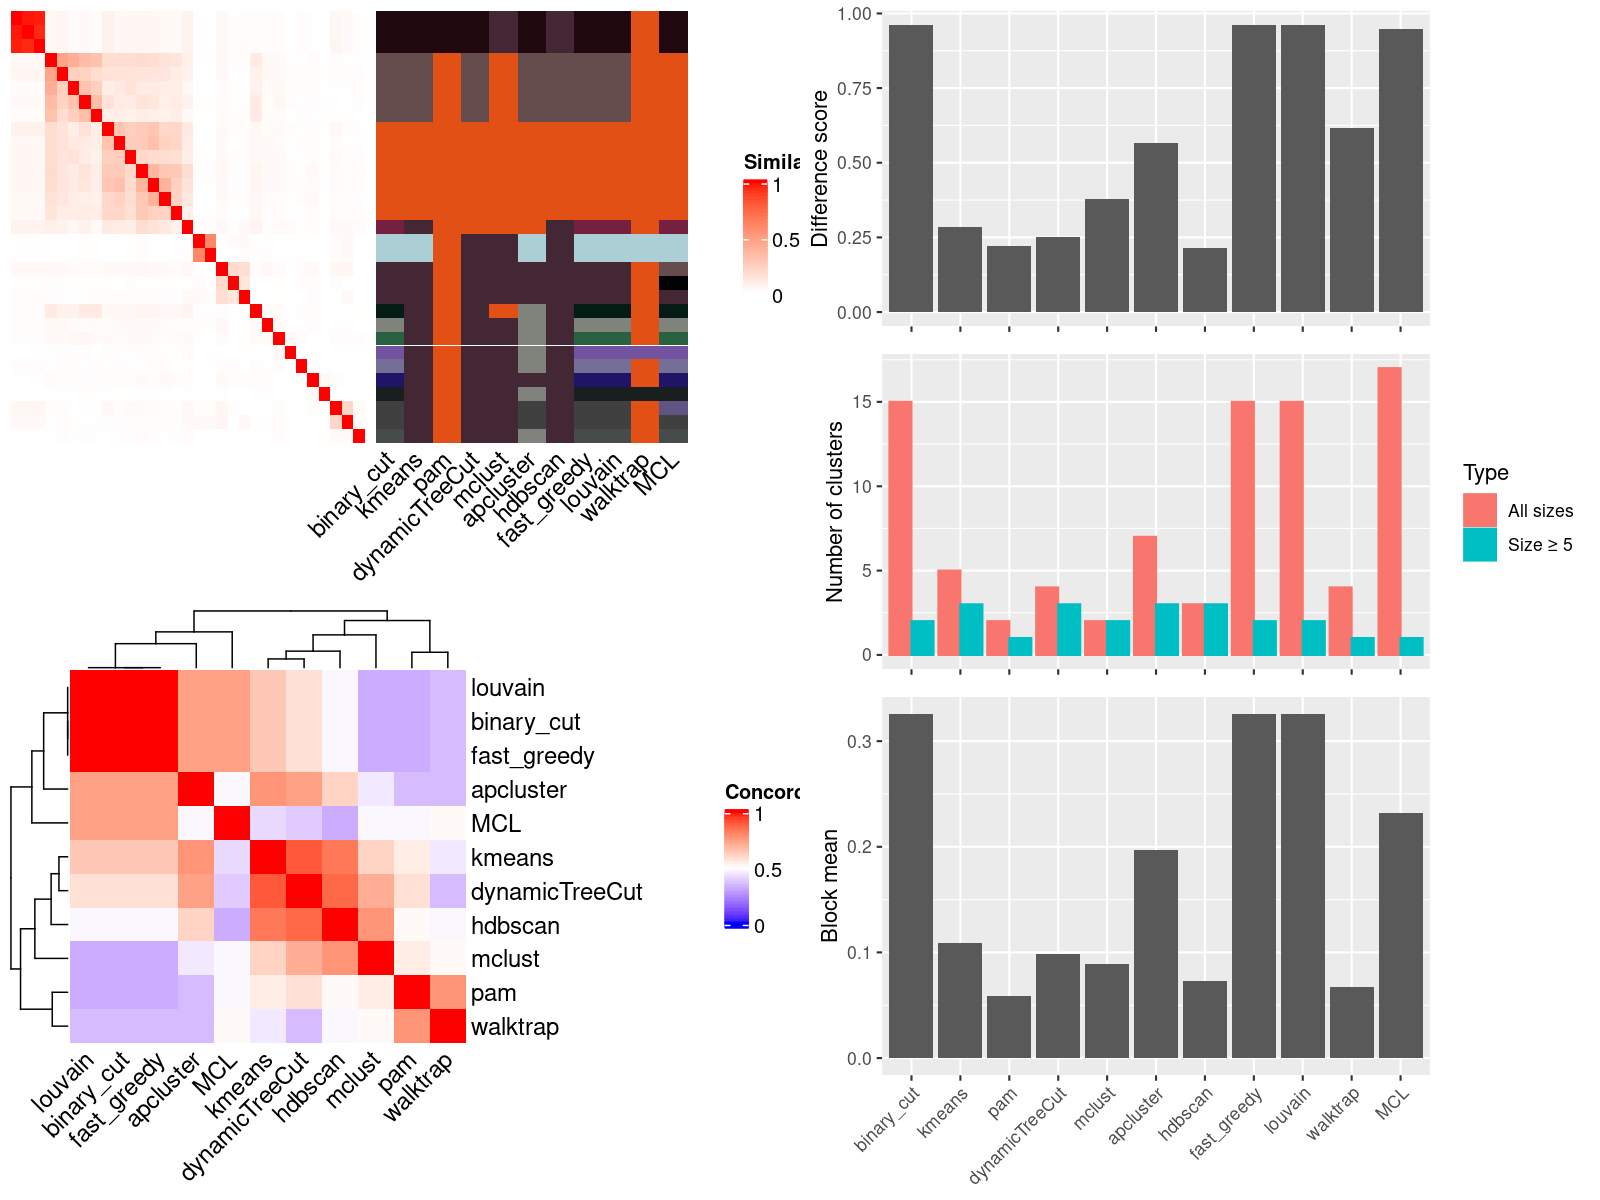 Simila
1
0.5
0
binary_cut
kmeans
pam
dynamicTreeCut
mclust
apcluster
hdbscan
fast_greedy
louvain
walktrap
MCL
louvain
binary_cut
fast_greedy
apcluster
MCL
kmeans
dynamicTreeCut
hdbscan
mclust
pam
walktrap
Concord
1
0.5
0
louvain
binary_cut
fast_greedy
apcluster
MCL
kmeans
dynamicTreeCut
hdbscan
mclust
pam
walktrap
Difference score
1.00
0.75
0.50
0.25
0.00
Number of clusters
15
10
5
0
Type
All sizes
Size ≥ 5
Block mean
0.3
0.2
0.1
0.0
binary_cut
kmeans
pam
dynamicTreeCut
mclust
apcluster
hdbscan
fast_greedy
louvain
walktrap
MCL